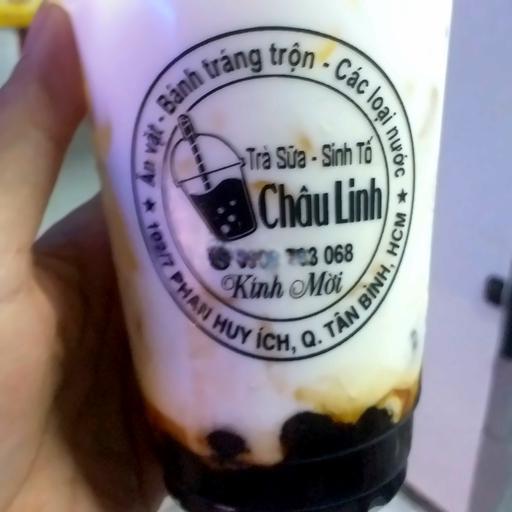 Ăn vặt - Bánh tráng trộn - Các loại nước
Trà Sữa - Sinh Tố
Châu Linh
068
Kính Mời
★ 102/7 PHAN HUY ÍCH, Q. TÂN BÌNH, HCM ★